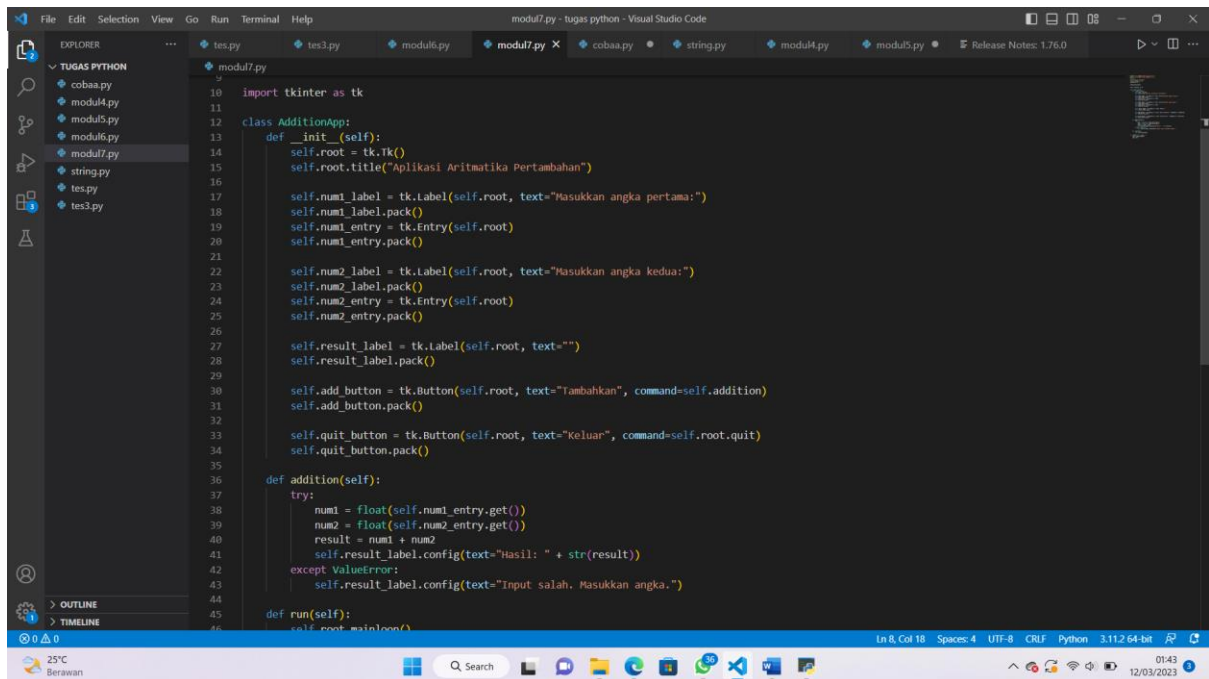 File Edit Selection View Go Run Terminal Help modul7.py - tugas python - Visual Studio Code
EXPLORER
tes.py tes3.py modul6.py modul7.py cobaa.py string.py modul4.py modul5.py Release Notes: 1.76.0
TUGAS PYTHON
cobaa.py
modul4.py
modul5.py
modul6.py
modul7.py
string.py
tes.py
tes3.py
modul7.py
9
10 import tkinter as tk
11
12 class AdditionApp:
13     def __init__(self):
14         self.root = tk.Tk()
15         self.root.title("Aplikasi Aritmatika Pertambahan")
16
17         self.num1_label = tk.Label(self.root, text="Masukkan angka pertama:")
18         self.num1_label.pack()
19         self.num1_entry = tk.Entry(self.root)
20         self.num1_entry.pack()
21
22         self.num2_label = tk.Label(self.root, text="Masukkan angka kedua:")
23         self.num2_label.pack()
24         self.num2_entry = tk.Entry(self.root)
25         self.num2_entry.pack()
26
27         self.result_label = tk.Label(self.root, text="")
28         self.result_label.pack()
29
30         self.add_button = tk.Button(self.root, text="Tambahkan", command=self.addition)
31         self.add_button.pack()
32
33         self.quit_button = tk.Button(self.root, text="Keluar", command=self.root.quit)
34         self.quit_button.pack()
35
36     def addition(self):
37         try:
38             num1 = float(self.num1_entry.get())
39             num2 = float(self.num2_entry.get())
40             result = num1 + num2
41             self.result_label.config(text="Hasil: " + str(result))
42         except ValueError:
43             self.result_label.config(text="Input salah. Masukkan angka.")
44
45     def run(self):
46         self.root.mainloop()
OUTLINE
TIMELINE
0 0 Ln 8, Col 18 Spaces: 4 UTF-8 CRLF Python 3.11.2 64-bit
25°C
Berawan
Search
36
01:43
12/03/2023
3